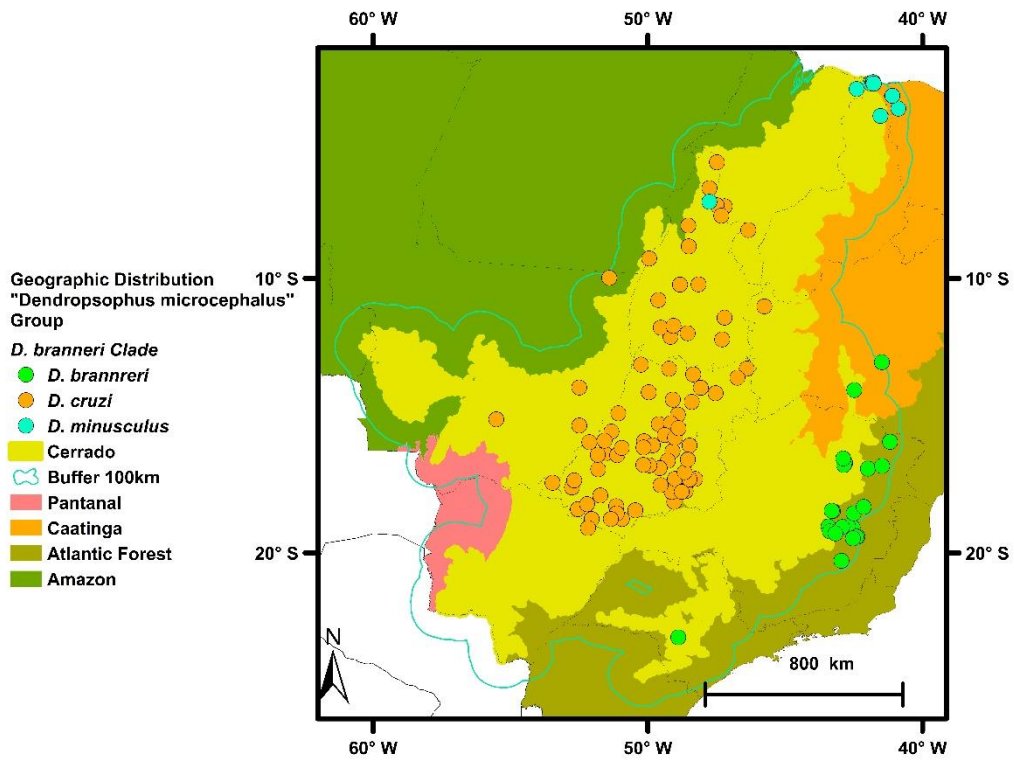 60° W 50° W 40° W
10° S 10° S
Geographic Distribution
"Dendropsophus microcephalus"
Group
D. branneri Clade
D. brannreri
D. cruzi
D. minusculus
Cerrado
Buffer 100km
Pantanal
Caatinga
Atlantic Forest
Amazon
20° S 20° S
N
800 km
60° W 50° W 40° W